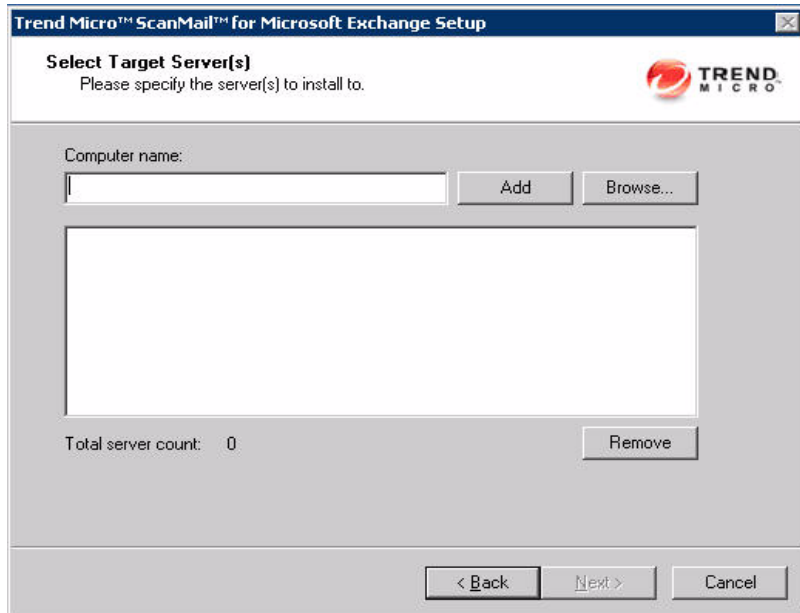 Trend Micro™ ScanMail™ for Microsoft Exchange Setup
Select Target Server(s)
Please specify the server(s) to install to.
TREND
MICRO™
Computer name:
Add
Browse...
Total server count: 0
Remove
< Back
Next >
Cancel